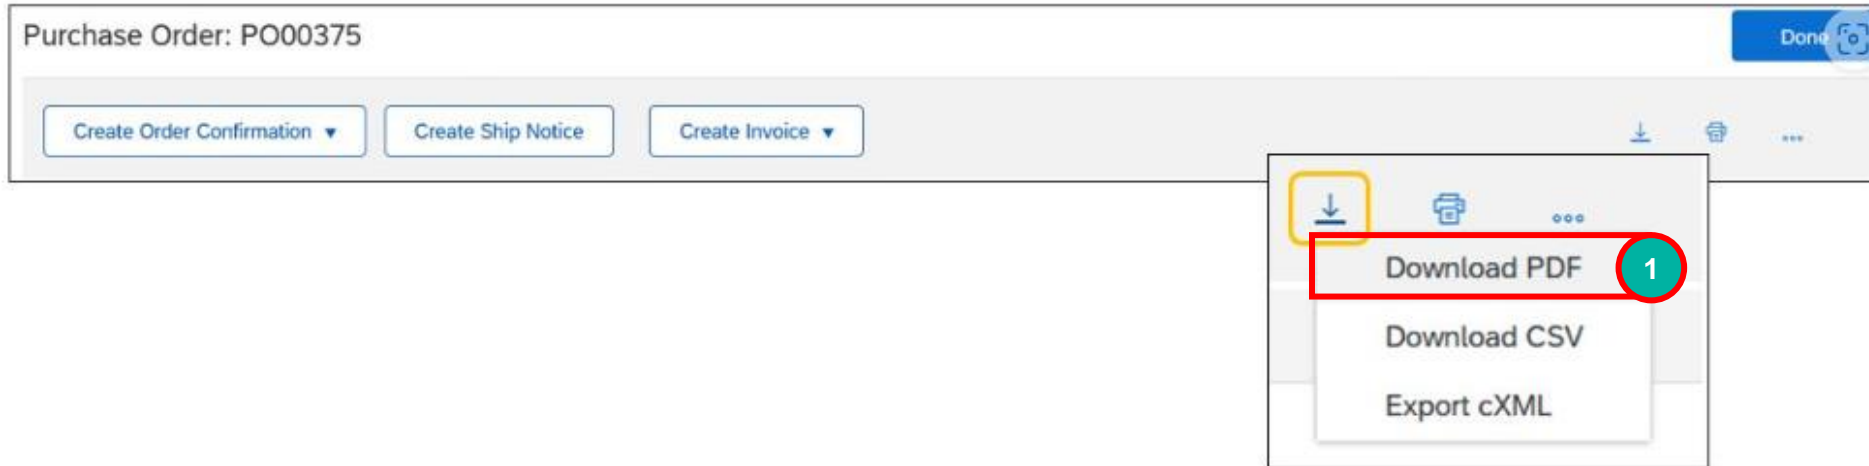 Purchase Order: PO00375
Done
Create Order Confirmation
Create Ship Notice
Create Invoice
Download PDF
1
Download CSV
Export cXML